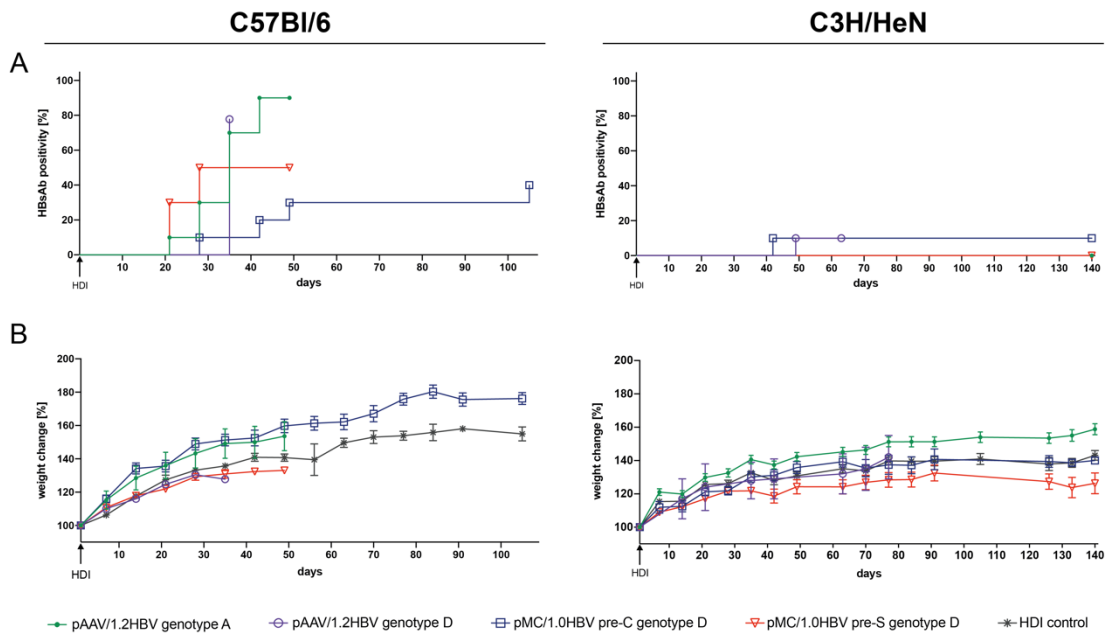 C57Bl/6 C3H/HeN
A
HBsAb positivity [%]
100
80
60
40
20
0
10 20 30 40 50 60 70 80 90 100
HDI
days
HBsAb positivity [%]
100
80
60
40
20
0
10 20 30 40 50 60 70 80 90 100 110 120 130 140
HDI
days
B
weight change [%]
200
180
160
140
120
100
10 20 30 40 50 60 70 80 90 100
HDI
days
weight change [%]
200
180
160
140
120
100
10 20 30 40 50 60 70 80 90 100 110 120 130 140
HDI
days
pAAV/1.2HBV genotype A pAAV/1.2HBV genotype D pMC/1.0HBV pre-C genotype D pMC/1.0HBV pre-S genotype D HDI control